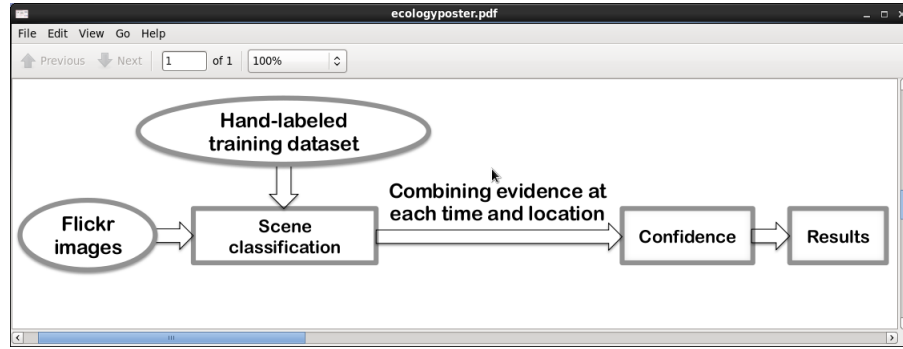 ecologyposter.pdf
File Edit View Go Help
Previous Next 1 of 1 100%
Hand-labeled
training dataset
Combining evidence at
each time and location
Flickr
images
Scene
classification
Confidence
Results